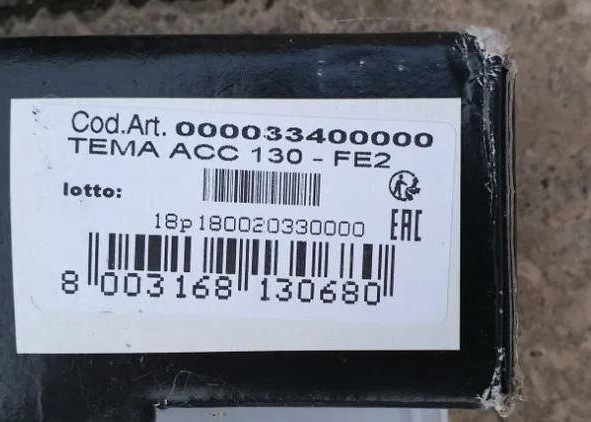 Cod.Art. 000033400000
TEMA ACC 130 - FE2
lotto:
18p180020330000
EAC
8 003168 130680